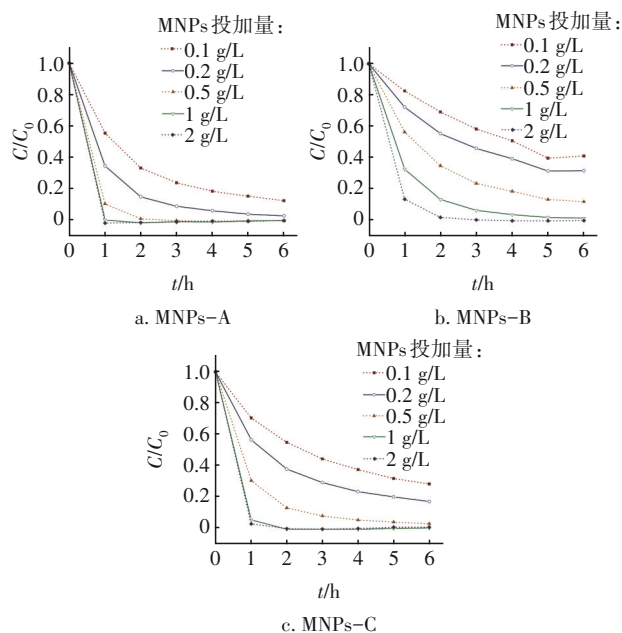 MNPs投加量：
0.1 g/L
0.2 g/L
0.5 g/L
1 g/L
2 g/L
1.0
0.8
0.6
0.4
0.2
0
C/C₀
0 1 2 3 4 5 6
t/h
a. MNPs-A
MNPs投加量：
0.1 g/L
0.2 g/L
0.5 g/L
1 g/L
2 g/L
1.0
0.8
0.6
0.4
0.2
0
C/C₀
0 1 2 3 4 5 6
t/h
b. MNPs-B
MNPs投加量：
0.1 g/L
0.2 g/L
0.5 g/L
1 g/L
2 g/L
1.0
0.8
0.6
0.4
0.2
0
C/C₀
0 1 2 3 4 5 6
t/h
c. MNPs-C